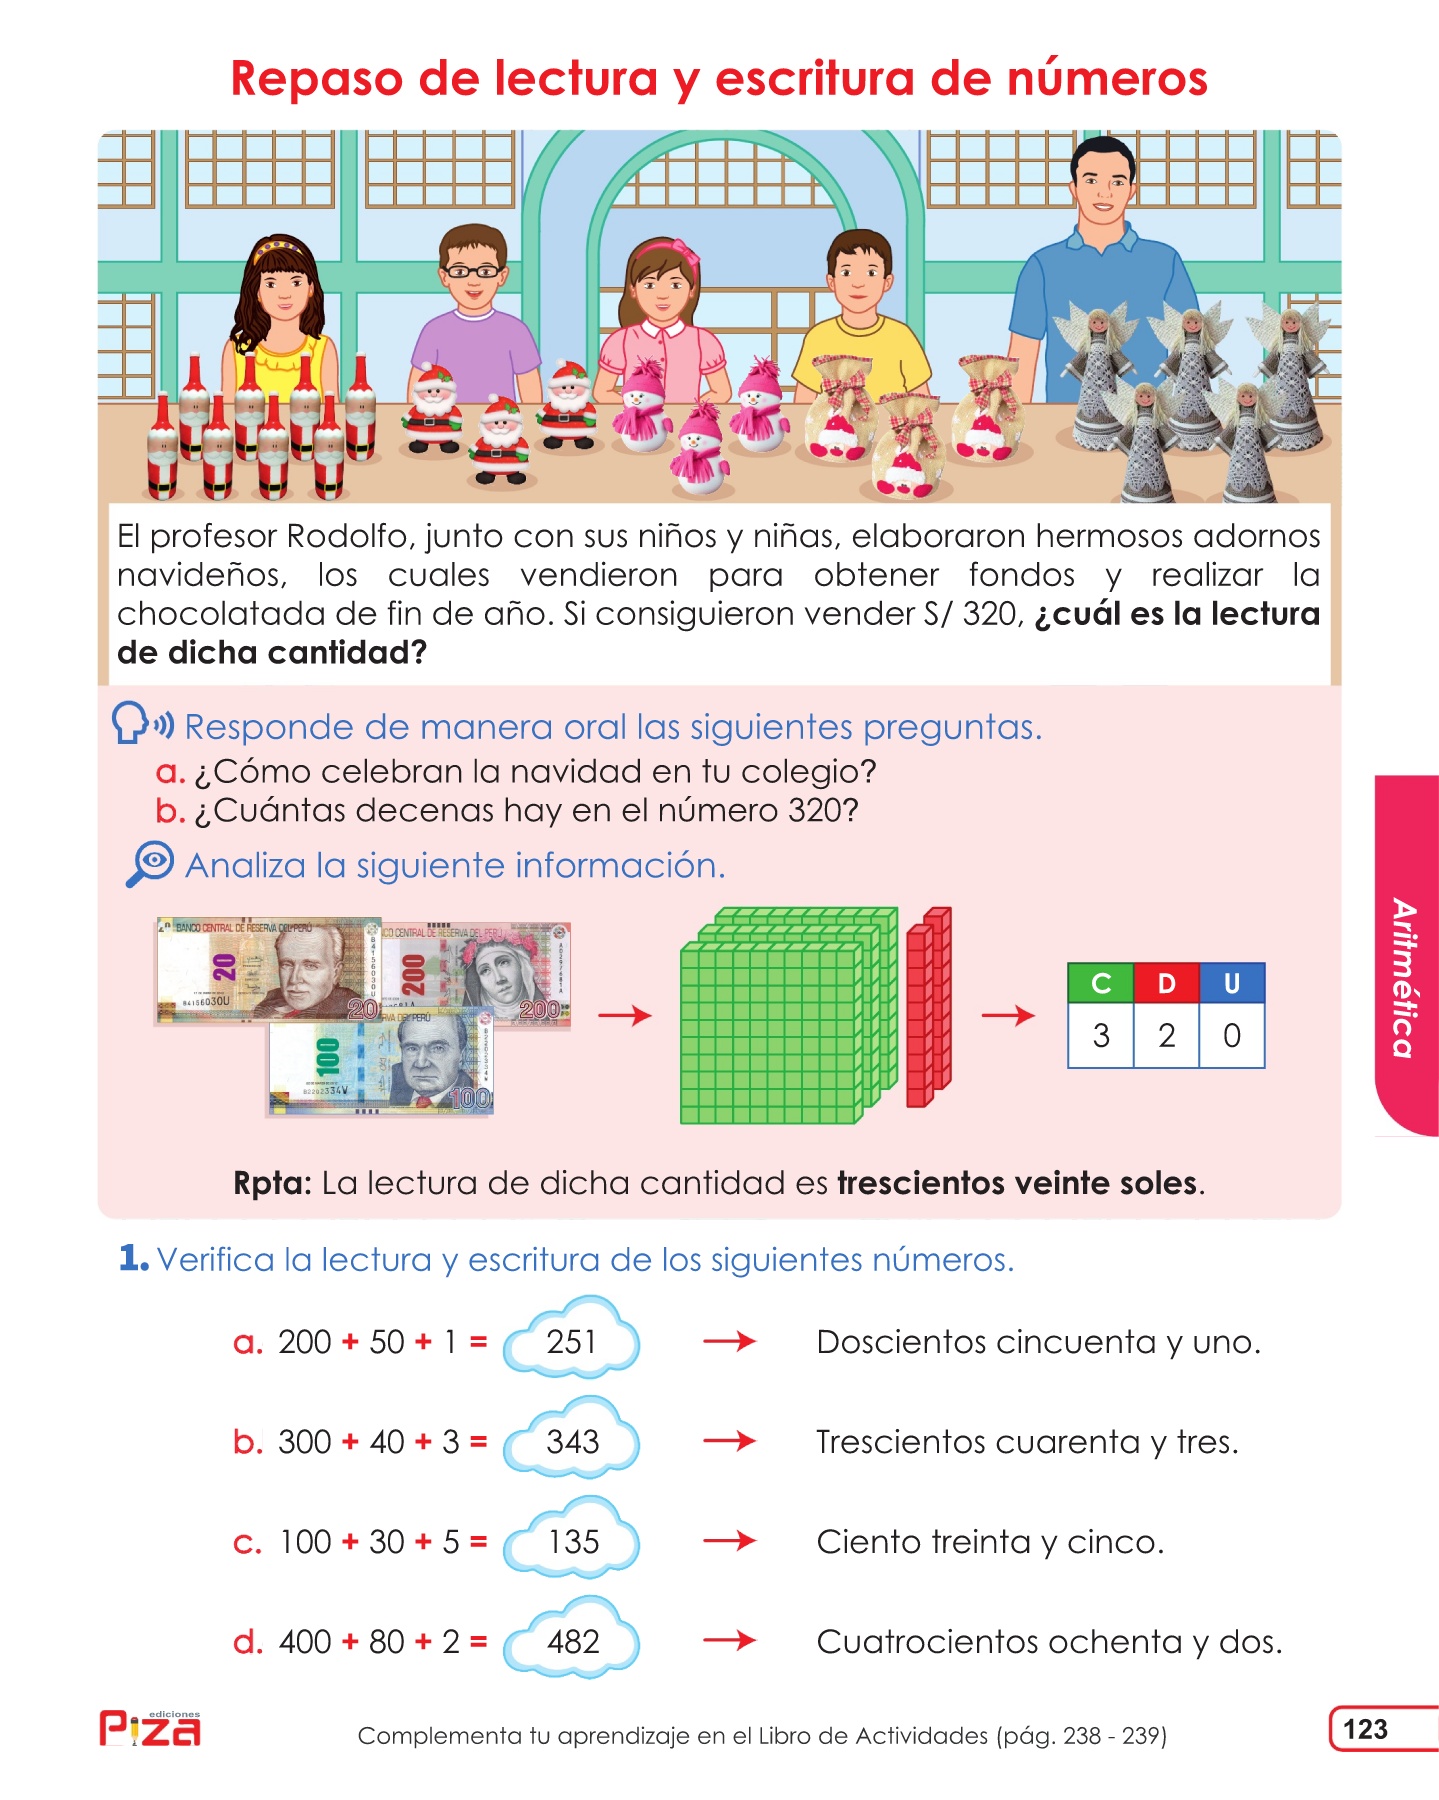 Repaso de lectura y escritura de números
El profesor Rodolfo, junto con sus niños y niñas, elaboraron hermosos adornos
navideños, los cuales vendieron para obtener fondos y realizar la
chocolatada de fin de año. Si consiguieron vender S/ 320, ¿cuál es la lectura
de dicha cantidad?
Responde de manera oral las siguientes preguntas.
a. ¿Cómo celebran la navidad en tu colegio?
b. ¿Cuántas decenas hay en el número 320?
Analiza la siguiente información.
BANCO CENTRAL DE RESERVA DEL PERÚ
20
20
200
200
100
100
C D U
3 2 0
Rpta: La lectura de dicha cantidad es trescientos veinte soles.
Aritmética
1. Verifica la lectura y escritura de los siguientes números.
a. 200 + 50 + 1 = 251 Doscientos cincuenta y uno.
b. 300 + 40 + 3 = 343 Trescientos cuarenta y tres.
c. 100 + 30 + 5 = 135 Ciento treinta y cinco.
d. 400 + 80 + 2 = 482 Cuatrocientos ochenta y dos.
ediciones
Piza
Complementa tu aprendizaje en el Libro de Actividades (pág. 238 - 239)
123